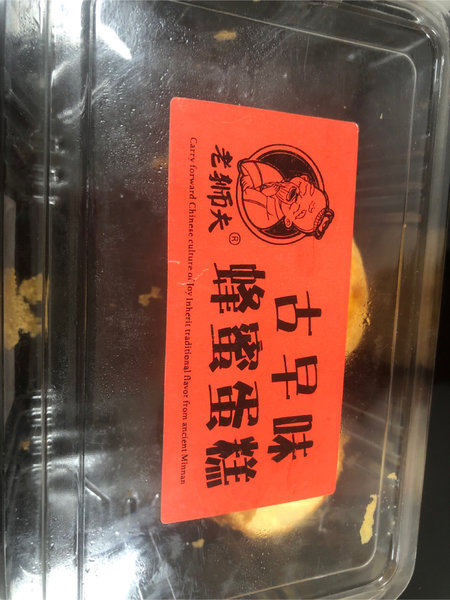 老狮夫®
古早味
蜂蜜蛋糕
Carry forward Chinese culture of Joy Inherit traditional flavor from ancient Minnan